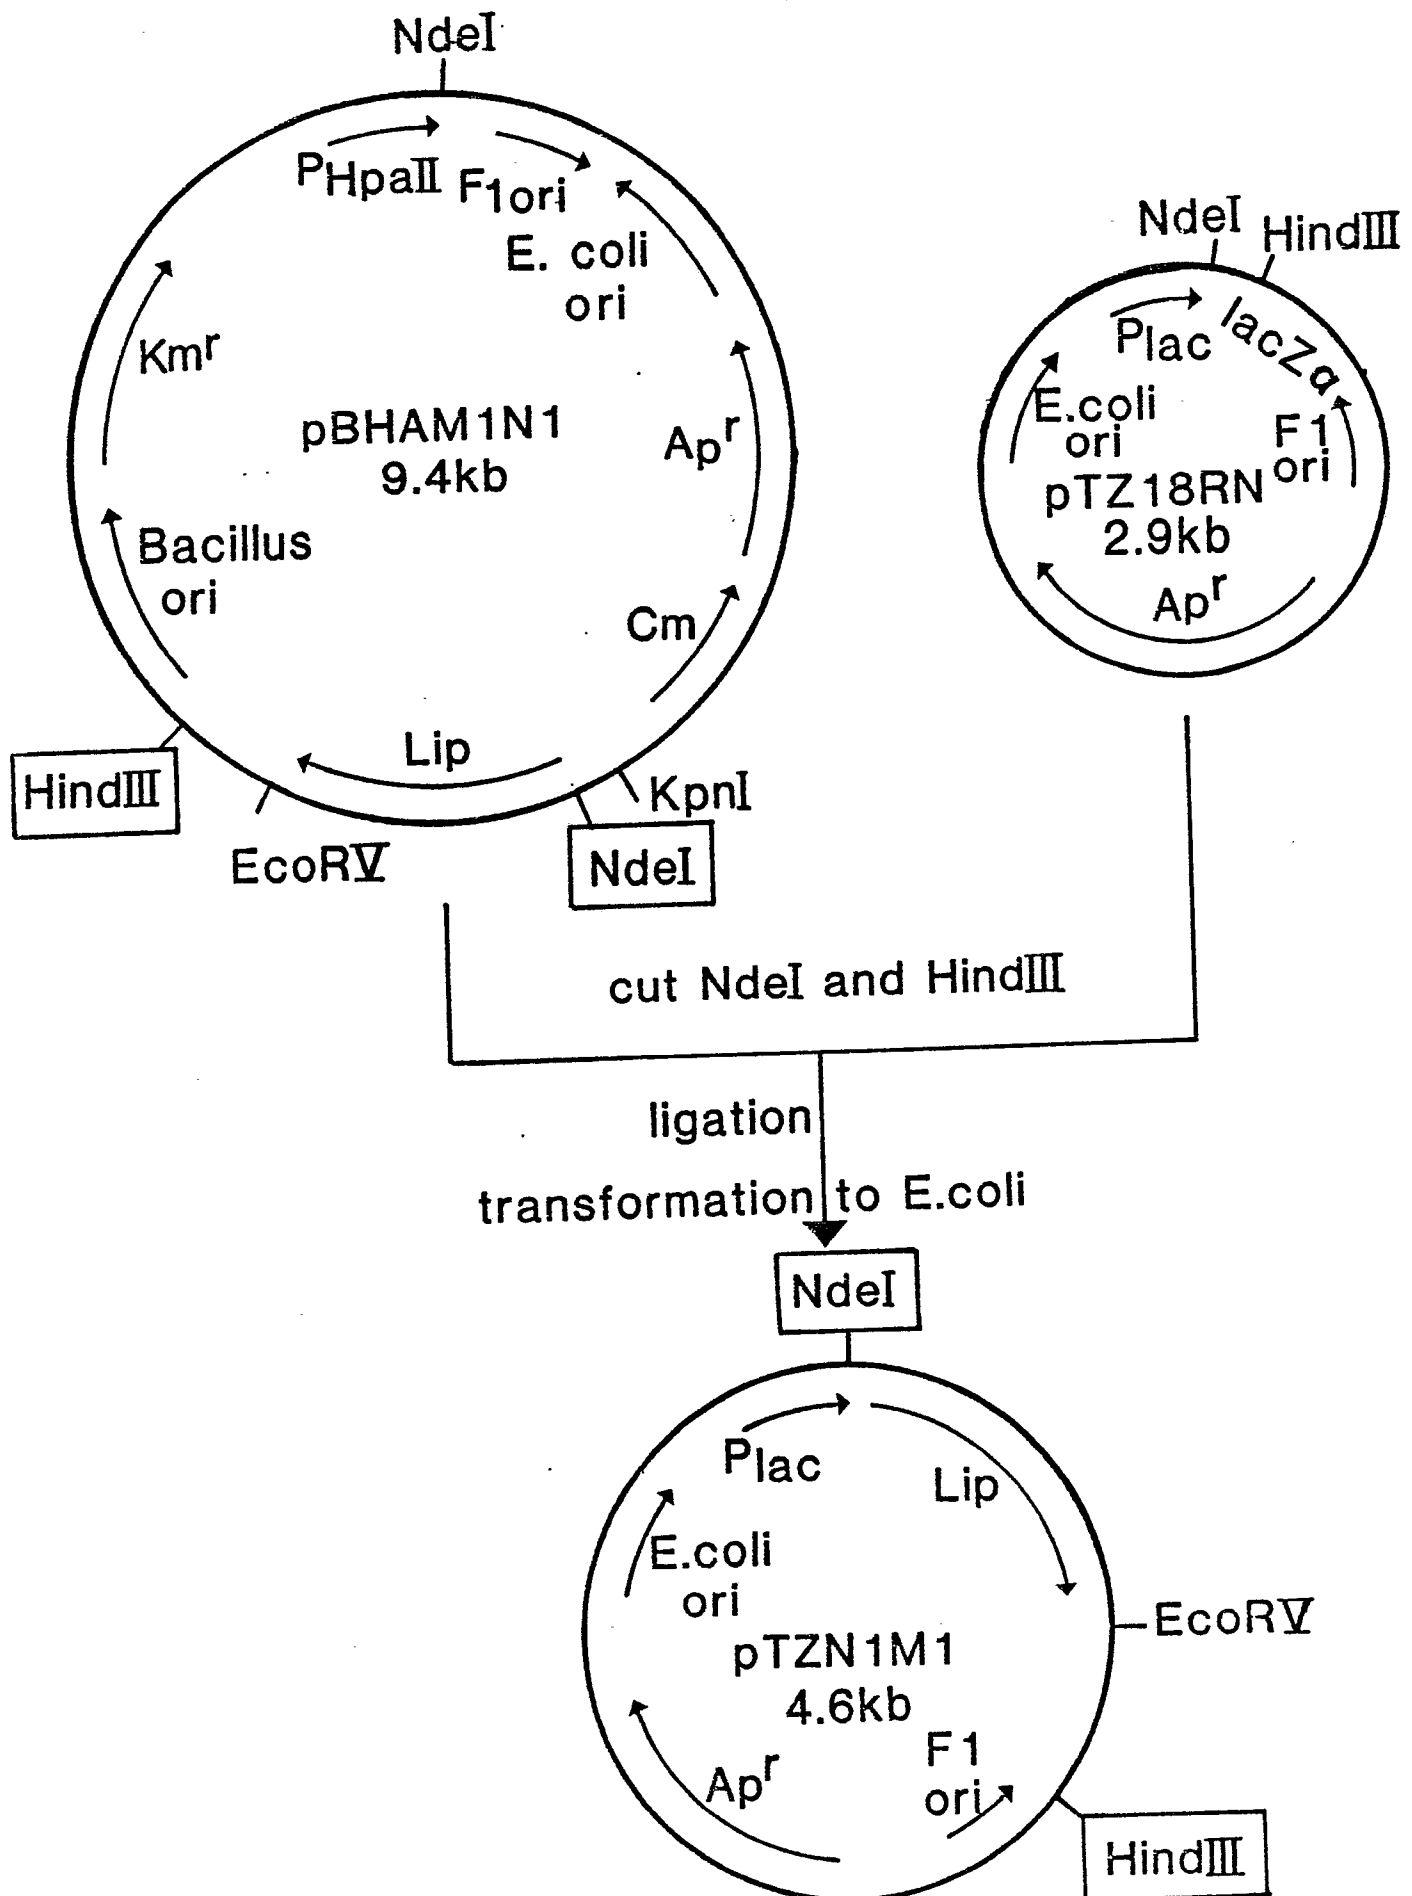 NdeI
PHpaII
F1ori
E. coli
ori
Kmr
pBHAM1N1
9.4kb
Apr
Bacillus
ori
Cm
Lip
HindIII
EcoRV
NdeI
KpnI
NdeI
HindIII
Plac
lacZα
E.coli
ori
F1
ori
pTZ18RN
2.9kb
Apr
cut NdeI and HindIII
ligation
transformation to E.coli
NdeI
Plac
Lip
E.coli
ori
EcoRV
pTZN1M1
4.6kb
F1
ori
Apr
HindIII